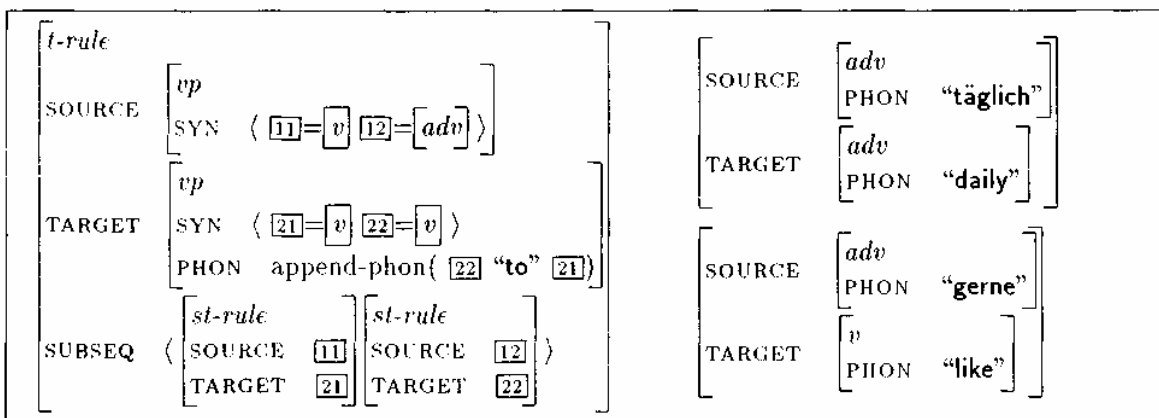 t-rule
SOURCE
vp
SYN ⟨ 11 = v 12 = adv ⟩
TARGET
vp
SYN ⟨ 21 = v 22 = v ⟩
PHON append-phon( 22 "to" 21 )
SUBSEQ ⟨
st-rule
SOURCE 11
TARGET 21
st-rule
SOURCE 12
TARGET 22
⟩
SOURCE
adv
PHON “täglich”
TARGET
adv
PHON “daily”
SOURCE
adv
PHON “gerne”
TARGET
v
PHON “like”